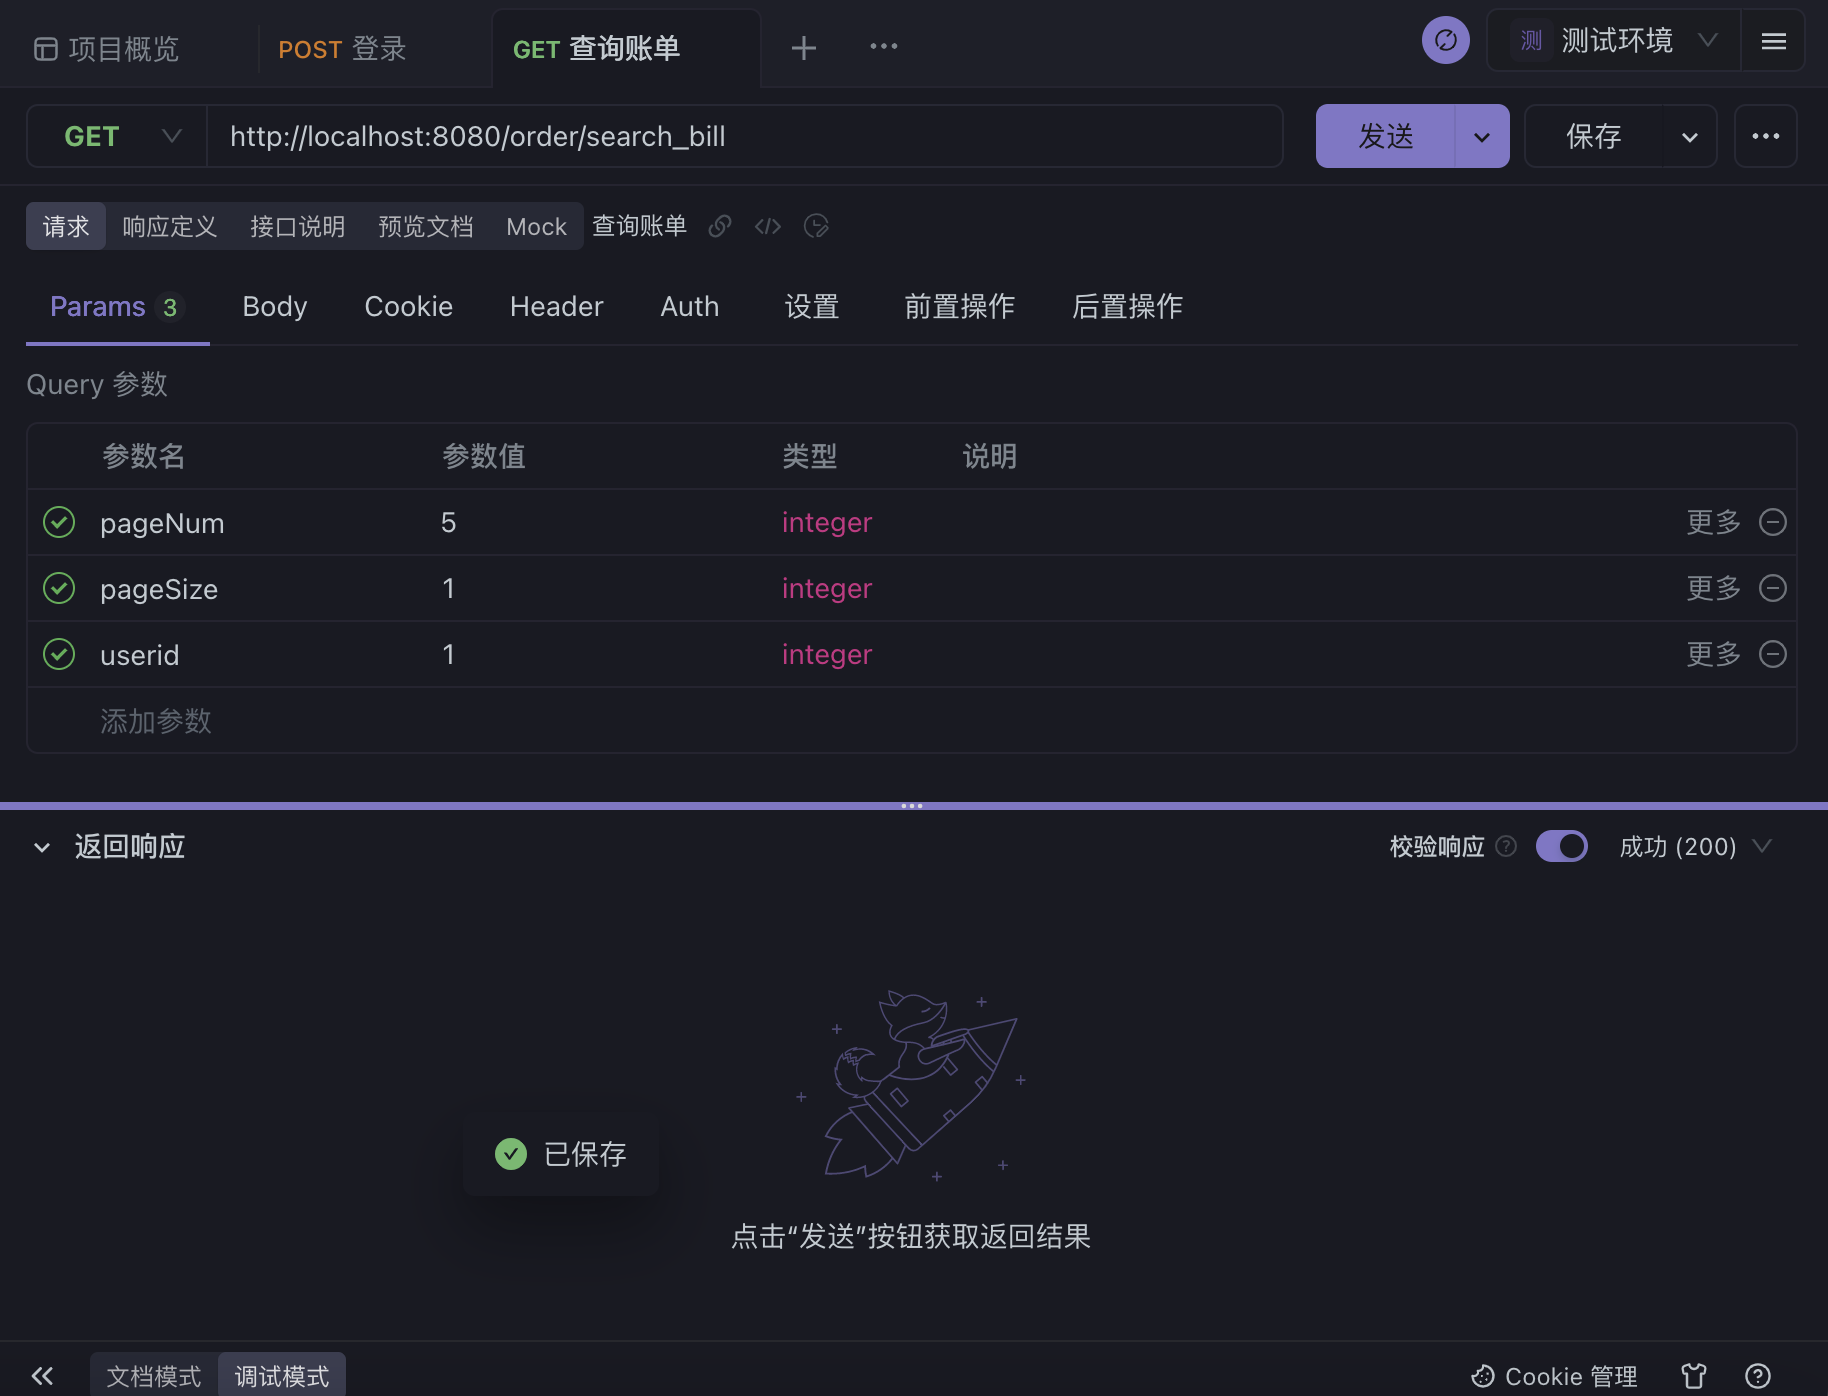 项目概览 POST 登录 GET 查询账单 测 测试环境
GET http://localhost:8080/order/search_bill 发送 保存
请求 响应定义 接口说明 预览文档 Mock 查询账单
Params 3 Body Cookie Header Auth 设置 前置操作 后置操作
Query 参数
参数名 参数值 类型 说明
pageNum 5 integer 更多
pageSize 1 integer 更多
userid 1 integer 更多
添加参数
返回响应 校验响应 成功 (200)
已保存
点击“发送”按钮获取返回结果
文档模式 调试模式 Cookie 管理